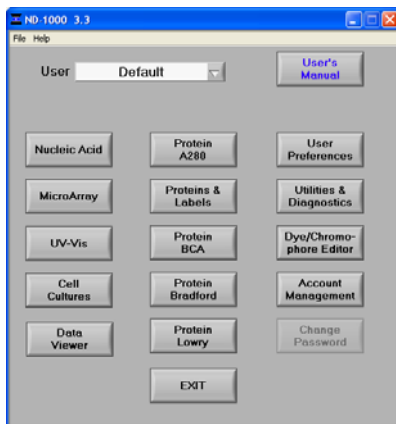 ND-1000 3.3
File Help
User Default
User's
Manual
Nucleic Acid
Protein
A280
User
Preferences
MicroArray
Proteins &
Labels
Utilities &
Diagnostics
UV-Vis
Protein
BCA
Dye/Chromo-
phore Editor
Cell
Cultures
Protein
Bradford
Account
Management
Data
Viewer
Protein
Lowry
Change
Password
EXIT